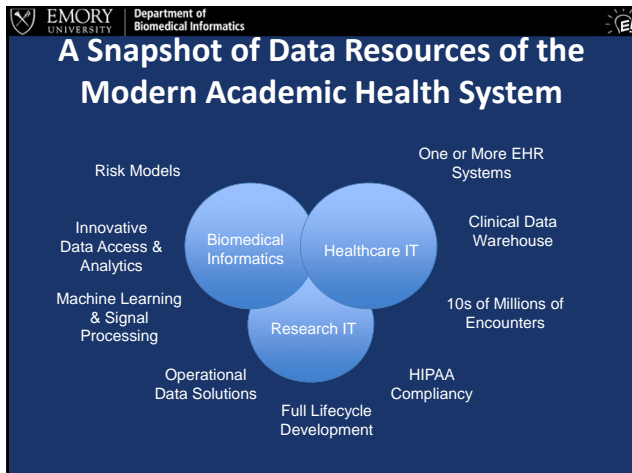 EMORY
UNIVERSITY
Department of
Biomedical Informatics
A Snapshot of Data Resources of the
Modern Academic Health System
Risk Models
One or More EHR
Systems
Innovative
Data Access &
Analytics
Biomedical
Informatics
Healthcare IT
Clinical Data
Warehouse
Machine Learning
& Signal
Processing
Research IT
10s of Millions of
Encounters
Operational
Data Solutions
Full Lifecycle
Development
HIPAA
Compliancy